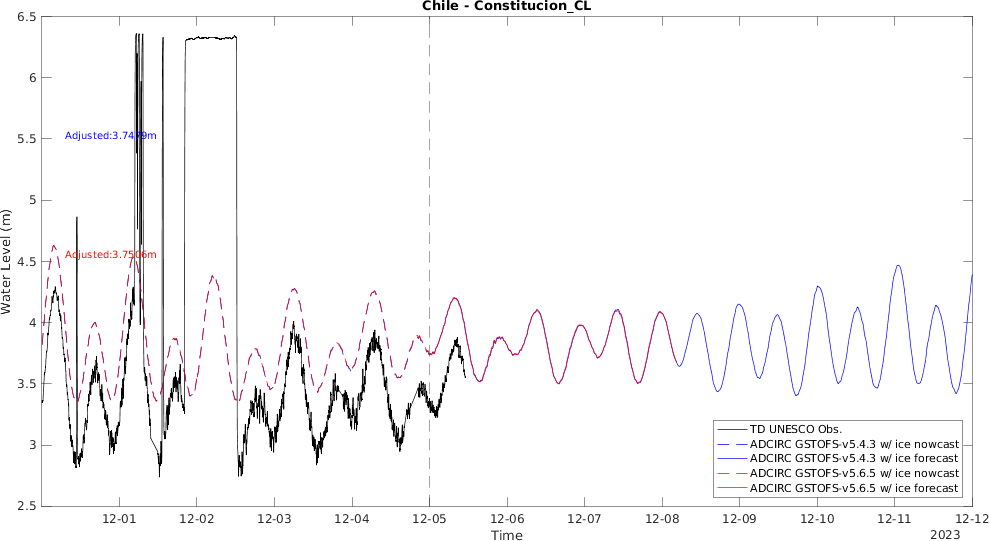 Chile - Constitucion_CL
6.5
6
5.5
5
4.5
4
3.5
3
2.5
Water Level (m)
Adjusted:3.7479m
Adjusted:3.7506m
TD UNESCO Obs.
ADCIRC GSTOFS-v5.4.3 w/ ice nowcast
ADCIRC GSTOFS-v5.4.3 w/ ice forecast
ADCIRC GSTOFS-v5.6.5 w/ ice nowcast
ADCIRC GSTOFS-v5.6.5 w/ ice forecast
12-01 12-02 12-03 12-04 12-05 12-06 12-07 12-08 12-09 12-10 12-11 12-12
Time
2023